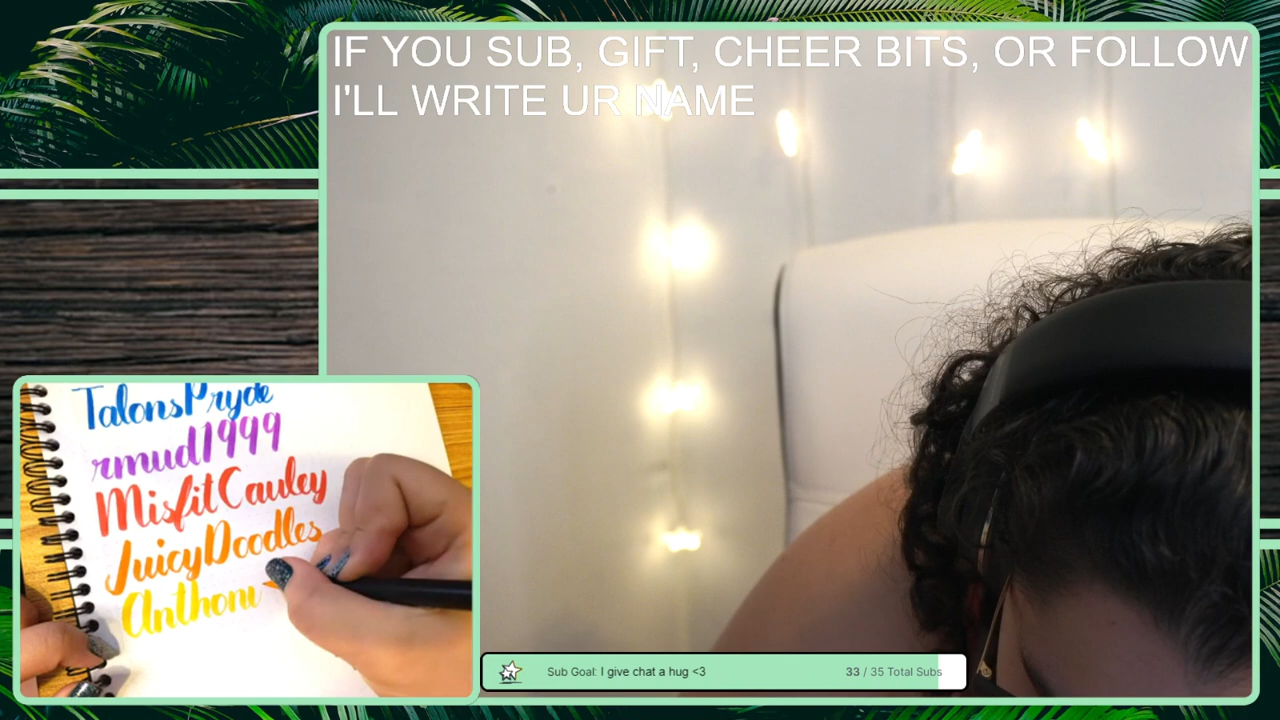 IF YOU SUB, GIFT, CHEER BITS, OR FOLLOW
I'LL WRITE UR NAME
TalonsPryde
rmud1999
MisfitCauley
JuicyDoodles
Anthoni
Sub Goal: I give chat a hug <3 33 / 35 Total Subs